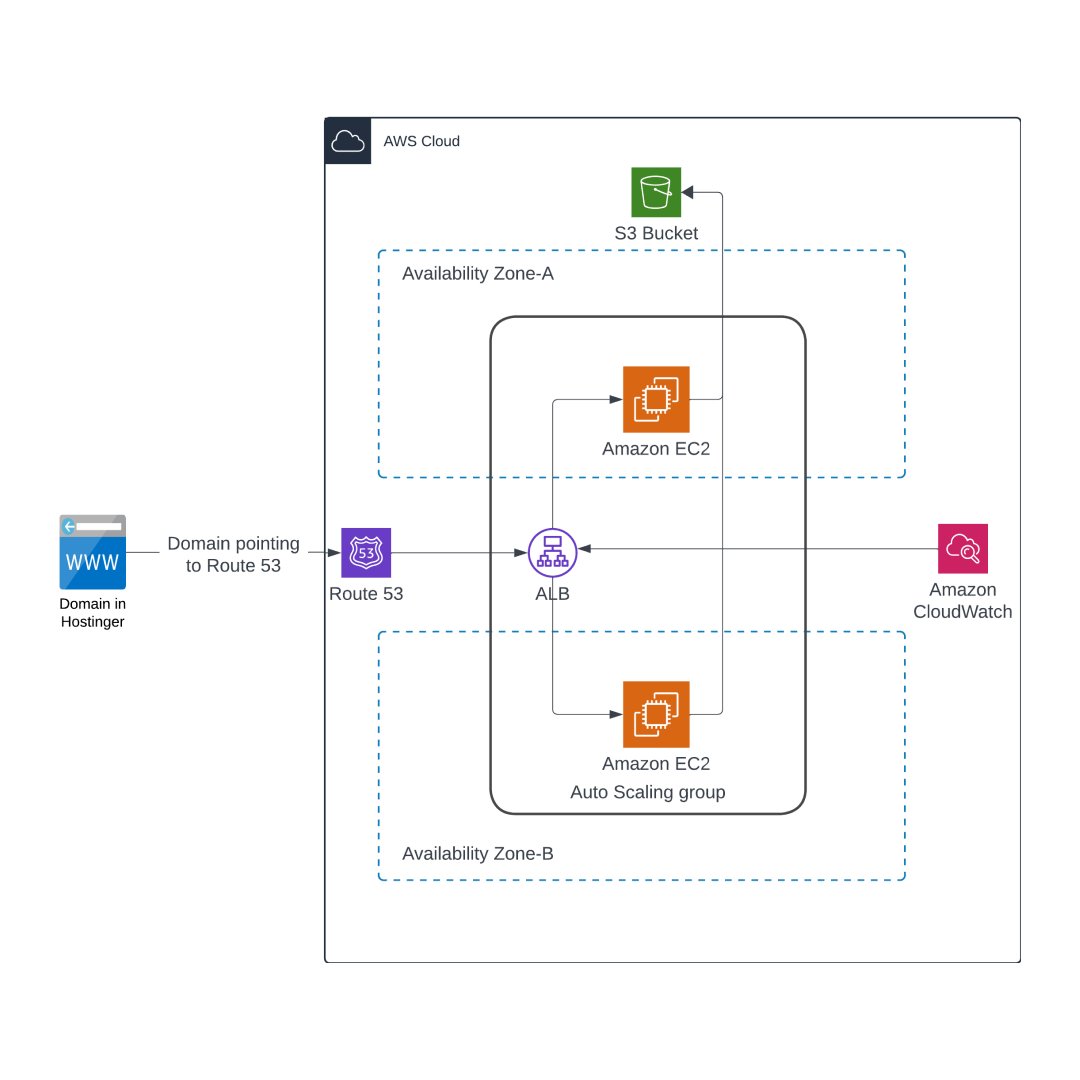 AWS Cloud
S3 Bucket
Availability Zone-A
Amazon EC2
WWW
Domain in
Hostinger
Domain pointing
to Route 53
53
Route 53
ALB
Amazon
CloudWatch
Amazon EC2
Auto Scaling group
Availability Zone-B